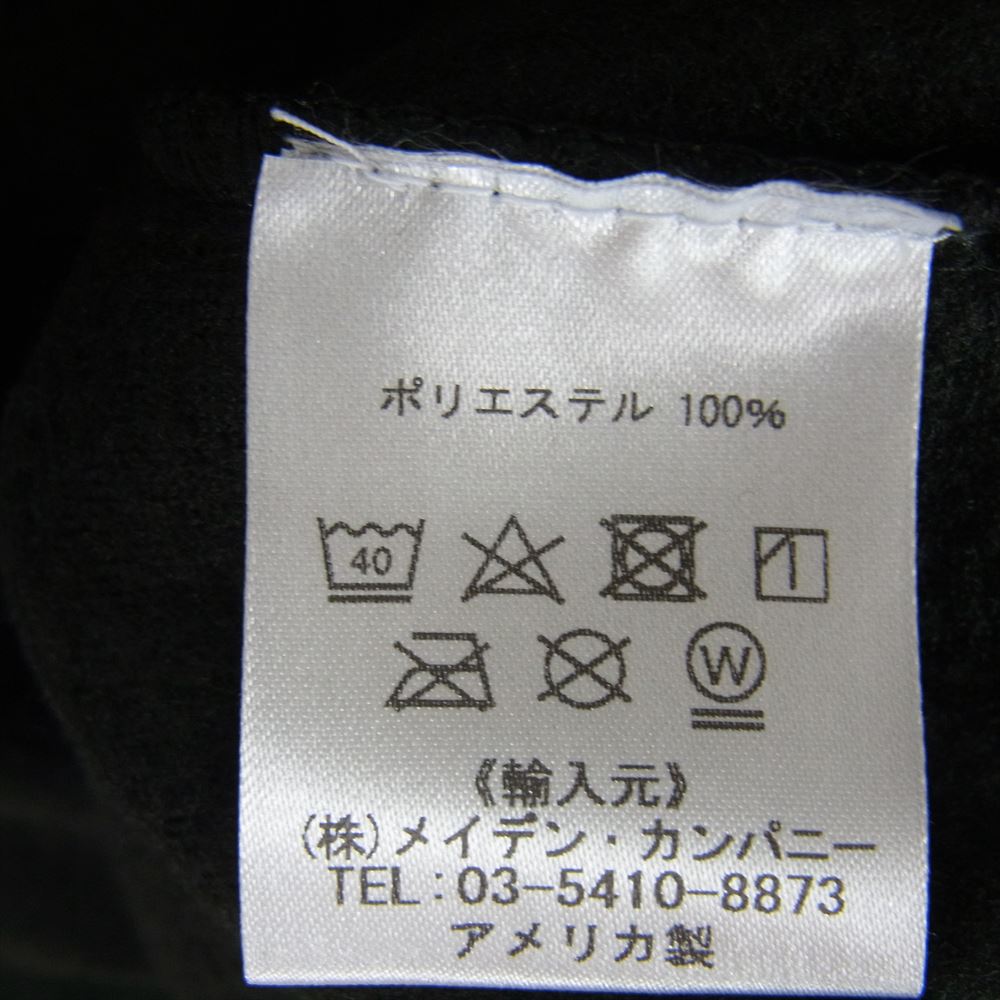 ポリエステル 100%
40
W
《輸入元》
(株)メイデン・カンパニー
TEL:03-5410-8873
アメリカ製